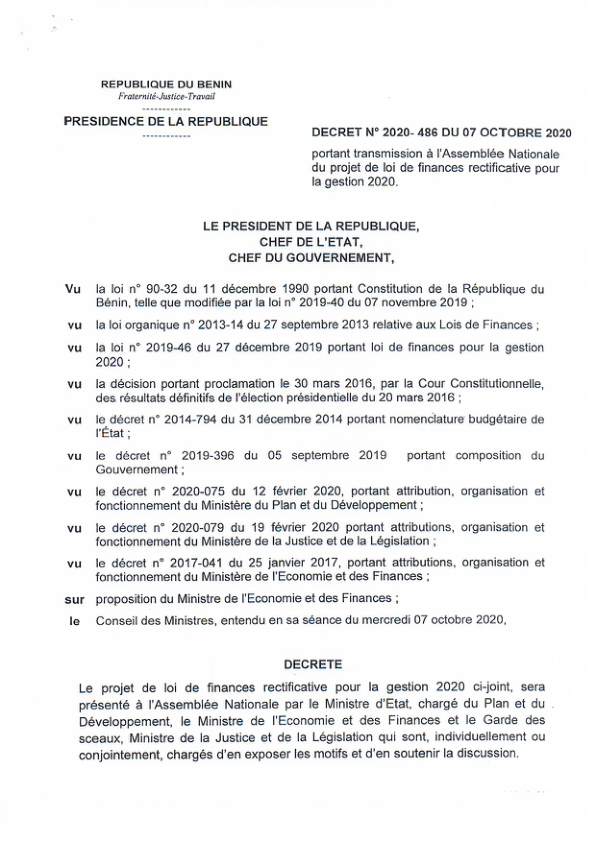 REPUBLIQUE DU BENIN
Fraternité-Justice-Travail
------------
PRESIDENCE DE LA REPUBLIQUE
------------
DECRET N° 2020- 486 DU 07 OCTOBRE 2020
portant transmission à l'Assemblée Nationale
du projet de loi de finances rectificative pour
la gestion 2020.
LE PRESIDENT DE LA REPUBLIQUE,
CHEF DE L'ETAT,
CHEF DU GOUVERNEMENT,
Vu la loi n° 90-32 du 11 décembre 1990 portant Constitution de la République du
Bénin, telle que modifiée par la loi n° 2019-40 du 07 novembre 2019 ;
vu la loi organique n° 2013-14 du 27 septembre 2013 relative aux Lois de Finances ;
vu la loi n° 2019-46 du 27 décembre 2019 portant loi de finances pour la gestion
2020 ;
vu la décision portant proclamation le 30 mars 2016, par la Cour Constitutionnelle,
des résultats définitifs de l'élection présidentielle du 20 mars 2016 ;
vu le décret n° 2014-794 du 31 décembre 2014 portant nomenclature budgétaire de
l'État ;
vu le décret n° 2019-396 du 05 septembre 2019 portant composition du
Gouvernement ;
vu le décret n° 2020-075 du 12 février 2020, portant attribution, organisation et
fonctionnement du Ministère du Plan et du Développement ;
vu le décret n° 2020-079 du 19 février 2020 portant attributions, organisation et
fonctionnement du Ministère de la Justice et de la Législation ;
vu le décret n° 2017-041 du 25 janvier 2017, portant attributions, organisation et
fonctionnement du Ministère de l'Economie et des Finances ;
sur proposition du Ministre de l'Economie et des Finances ;
le Conseil des Ministres, entendu en sa séance du mercredi 07 octobre 2020,
DECRETE
Le projet de loi de finances rectificative pour la gestion 2020 ci-joint, sera
présenté à l'Assemblée Nationale par le Ministre d'Etat, chargé du Plan et du
Développement, le Ministre de l'Economie et des Finances et le Garde des
sceaux, Ministre de la Justice et de la Législation qui sont, individuellement ou
conjointement, chargés d'en exposer les motifs et d'en soutenir la discussion.